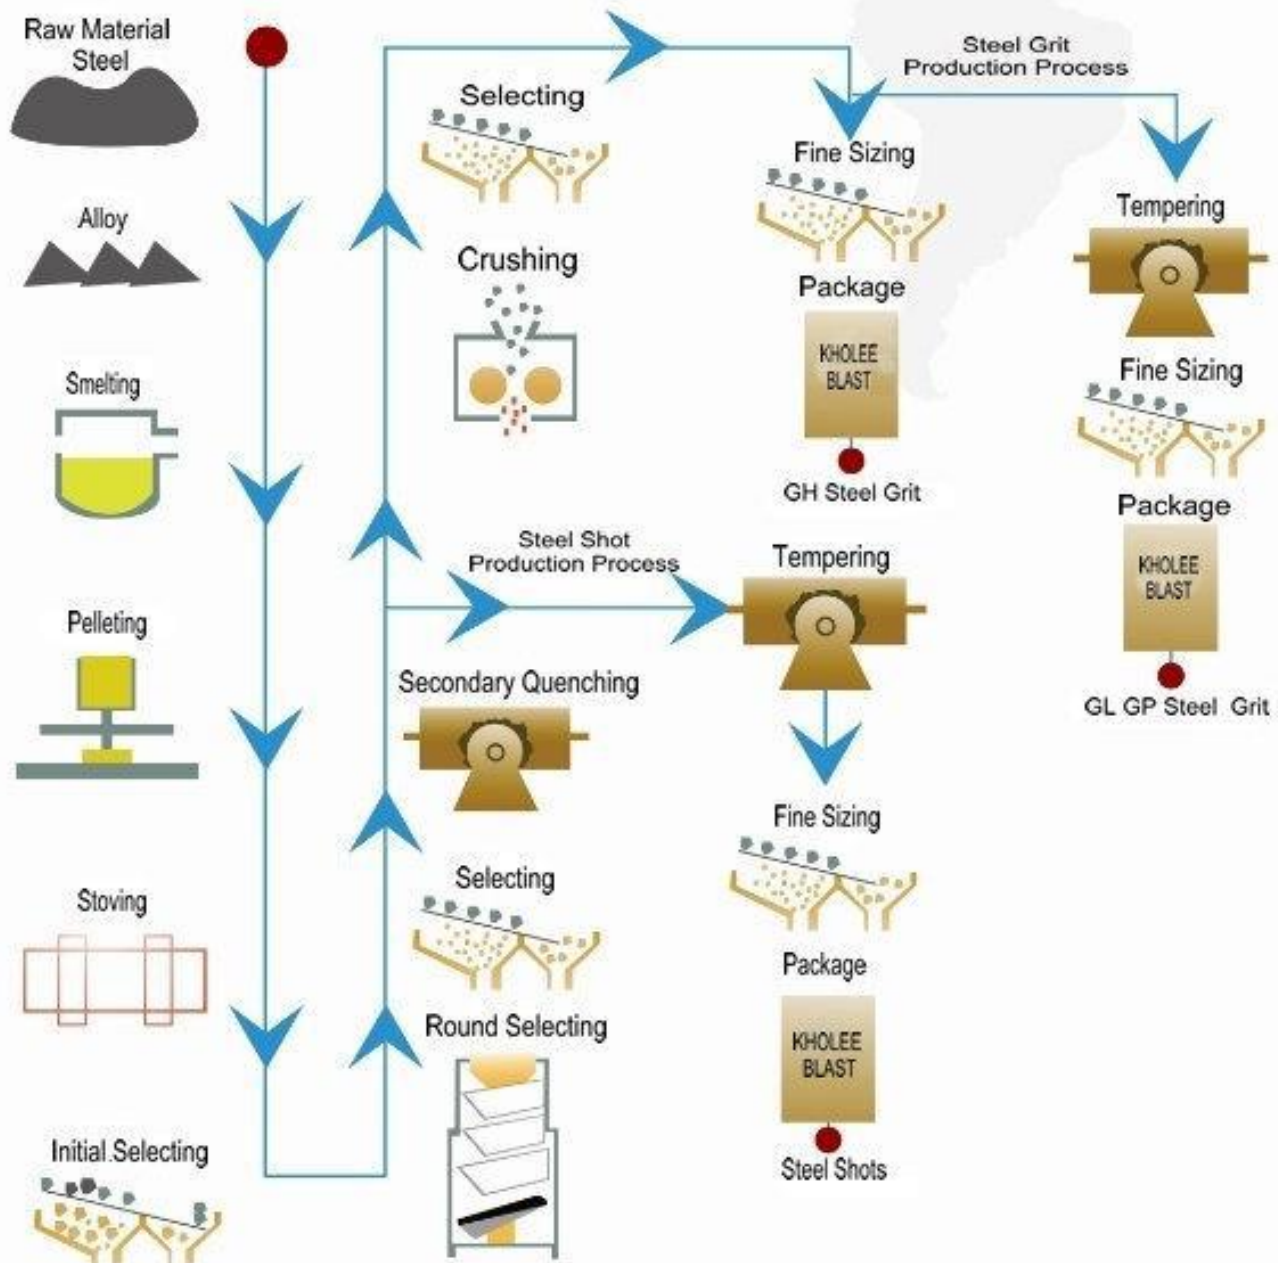 Raw Material
Steel
Alloy
Smelting
Pelleting
Stoving
Initial Selecting
Selecting
Crushing
Steel Shot
Production Process
Secondary Quenching
Selecting
Round Selecting
Steel Grit
Production Process
Fine Sizing
Package
KHOLEE
BLAST
GH Steel Grit
Tempering
Fine Sizing
Package
KHOLEE
BLAST
GL GP Steel Grit
Tempering
Fine Sizing
Package
KHOLEE
BLAST
Steel Shots